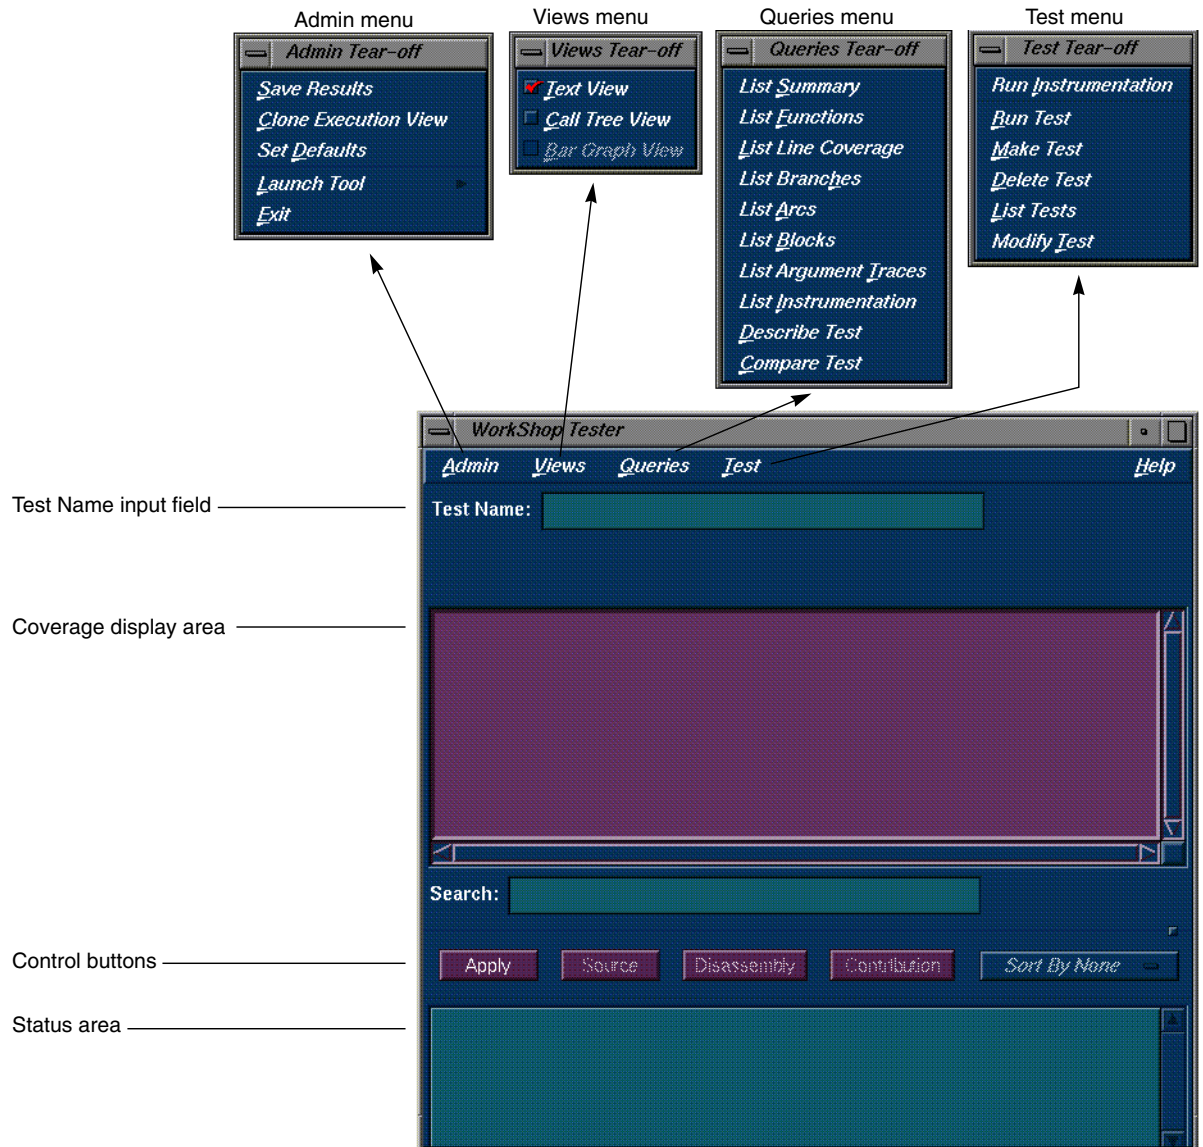 Admin menu
Views menu
Queries menu
Test menu
Admin Tear-off
Save Results
Clone Execution View
Set Defaults
Launch Tool
Exit
Views Tear-off
Text View
Call Tree View
Bar Graph View
Queries Tear-off
List Summary
List Functions
List Line Coverage
List Branches
List Arcs
List Blocks
List Argument Traces
List Instrumentation
Describe Test
Compare Test
Test Tear-off
Run Instrumentation
Run Test
Make Test
Delete Test
List Tests
Modify Test
WorkShop Tester
Admin Views Queries Test Help
Test Name input field
Test Name:
Coverage display area
Search:
Control buttons
Apply Source Disassembly Contribution Sort By None
Status area